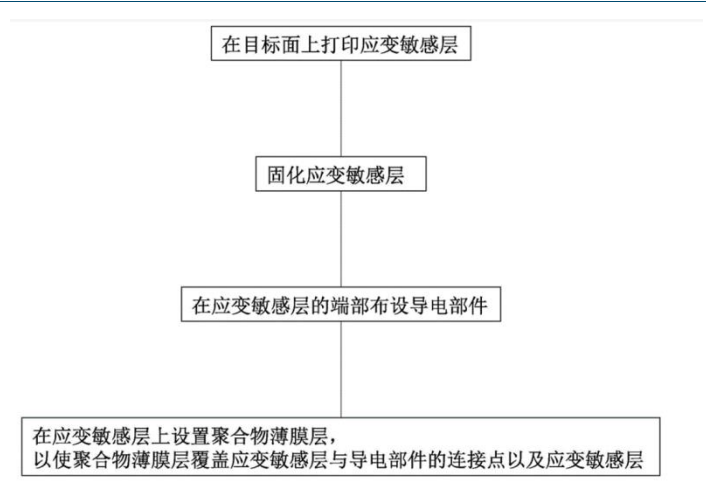 在目标面上打印应变敏感层
固化应变敏感层
在应变敏感层的端部布设导电部件
在应变敏感层上设置聚合物薄膜层，
以使聚合物薄膜层覆盖应变敏感层与导电部件的连接点以及应变敏感层